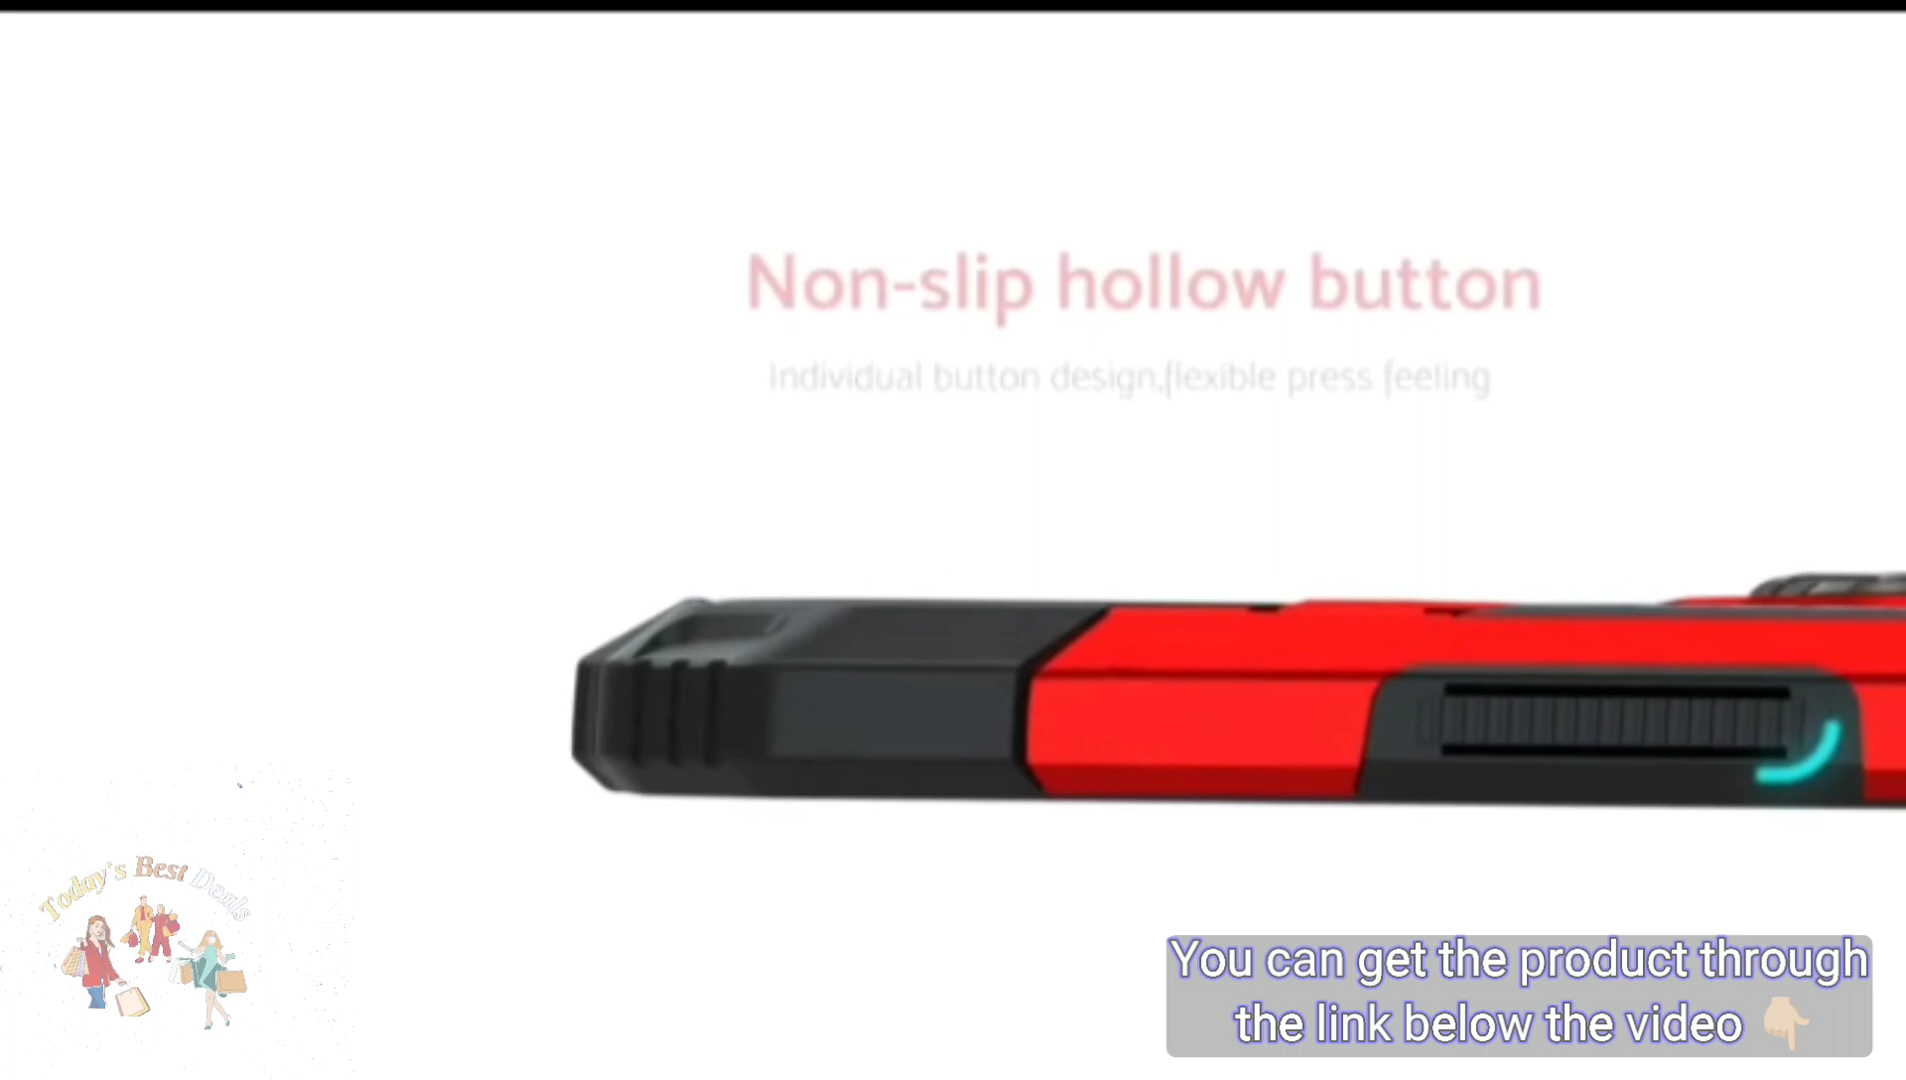 Non-slip hollow button
Individual button design,flexible press feeling
Today's Best Deals
You can get the product through
the link below the video